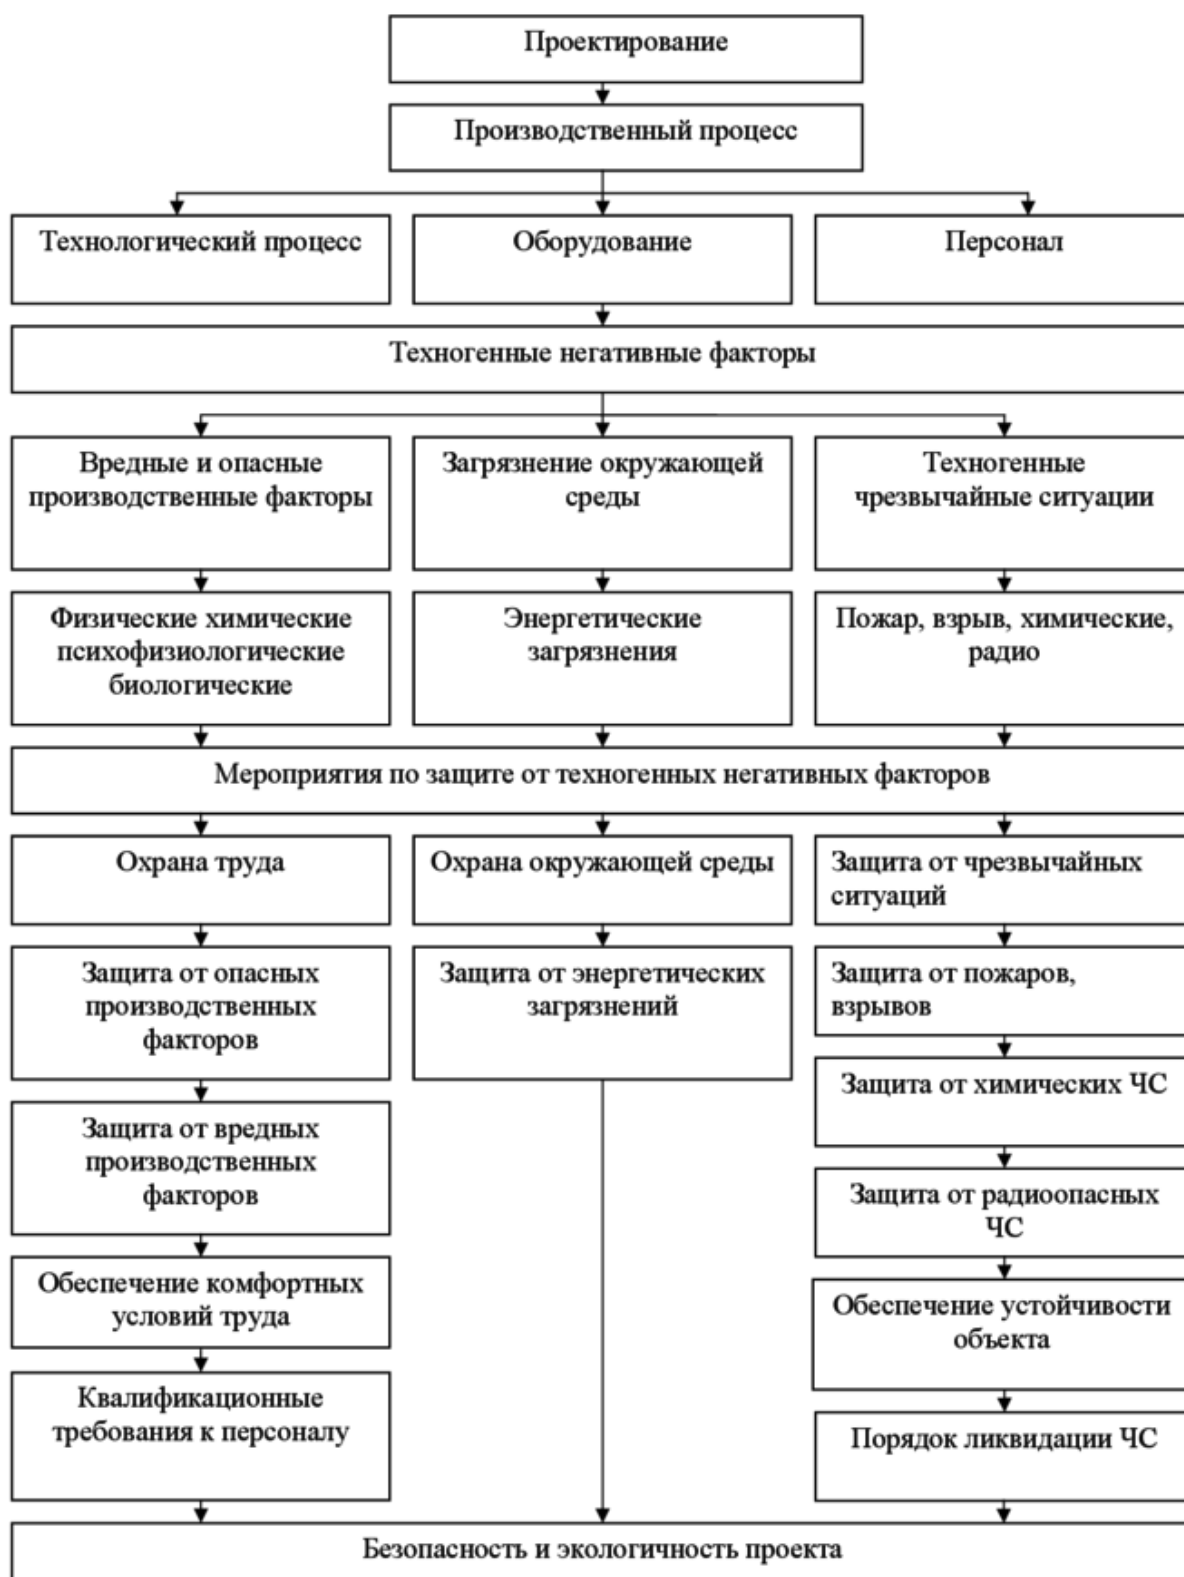 Проектирование
Производственный процесс
Технологический процесс
Оборудование
Персонал
Техногенные негативные факторы
Вредные и опасные
производственные факторы
Загрязнение окружающей
среды
Техногенные
чрезвычайные ситуации
Физические химические
психофизиологические
биологические
Энергетические
загрязнения
Пожар, взрыв, химические,
радио
Мероприятия по защите от техногенных негативных факторов
Охрана труда
Охрана окружающей среды
Защита от чрезвычайных
ситуаций
Защита от опасных
производственных
факторов
Защита от энергетических
загрязнений
Защита от пожаров,
взрывов
Защита от химических ЧС
Защита от вредных
производственных
факторов
Защита от радиоопасных
ЧС
Обеспечение комфортных
условий труда
Обеспечение устойчивости
объекта
Квалификационные
требования к персоналу
Порядок ликвидации ЧС
Безопасность и экологичность проекта